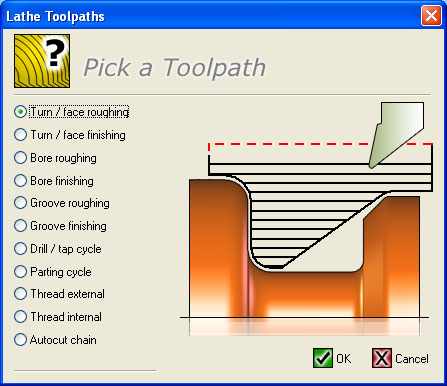 Lathe Toolpaths
?
Pick a Toolpath
Turn / face roughing
Turn / face finishing
Bore roughing
Bore finishing
Groove roughing
Groove finishing
Drill / tap cycle
Parting cycle
Thread external
Thread internal
Autocut chain
OK
Cancel